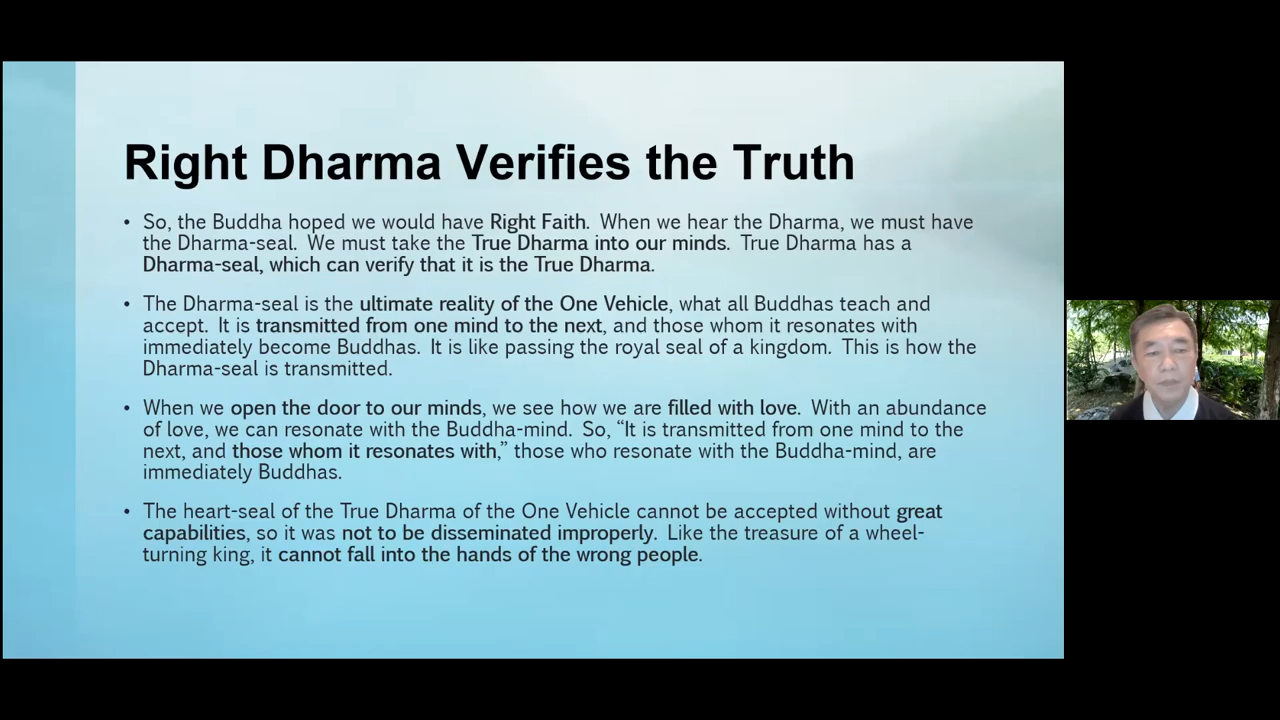 Right Dharma Verifies the Truth
• So, the Buddha hoped we would have Right Faith. When we hear the Dharma, we must have
the Dharma-seal. We must take the True Dharma into our minds. True Dharma has a
Dharma-seal, which can verify that it is the True Dharma.
• The Dharma-seal is the ultimate reality of the One Vehicle, what all Buddhas teach and
accept. It is transmitted from one mind to the next, and those whom it resonates with
immediately become Buddhas. It is like passing the royal seal of a kingdom. This is how the
Dharma-seal is transmitted.
• When we open the door to our minds, we see how we are filled with love. With an abundance
of love, we can resonate with the Buddha-mind. So, “It is transmitted from one mind to the
next, and those whom it resonates with,” those who resonate with the Buddha-mind, are
immediately Buddhas.
• The heart-seal of the True Dharma of the One Vehicle cannot be accepted without great
capabilities, so it was not to be disseminated improperly. Like the treasure of a wheel-
turning king, it cannot fall into the hands of the wrong people.